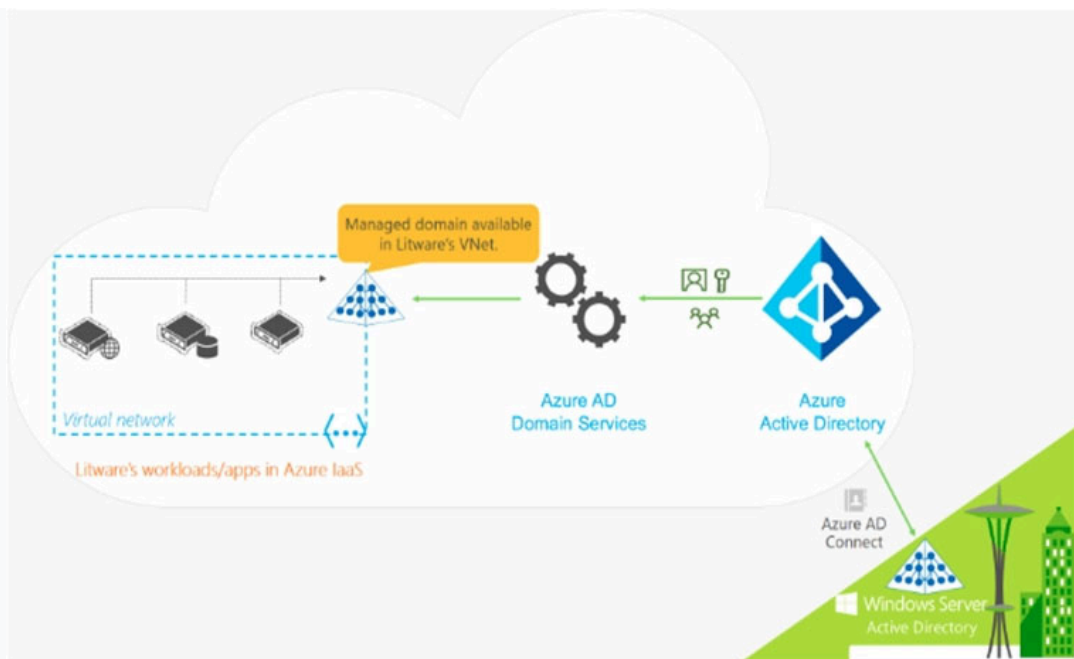 Managed domain available
in Litware's VNet.
Virtual network
Litware's workloads/apps in Azure IaaS
Azure AD
Domain Services
Azure
Active Directory
Azure AD
Connect
Windows Server
Active Directory